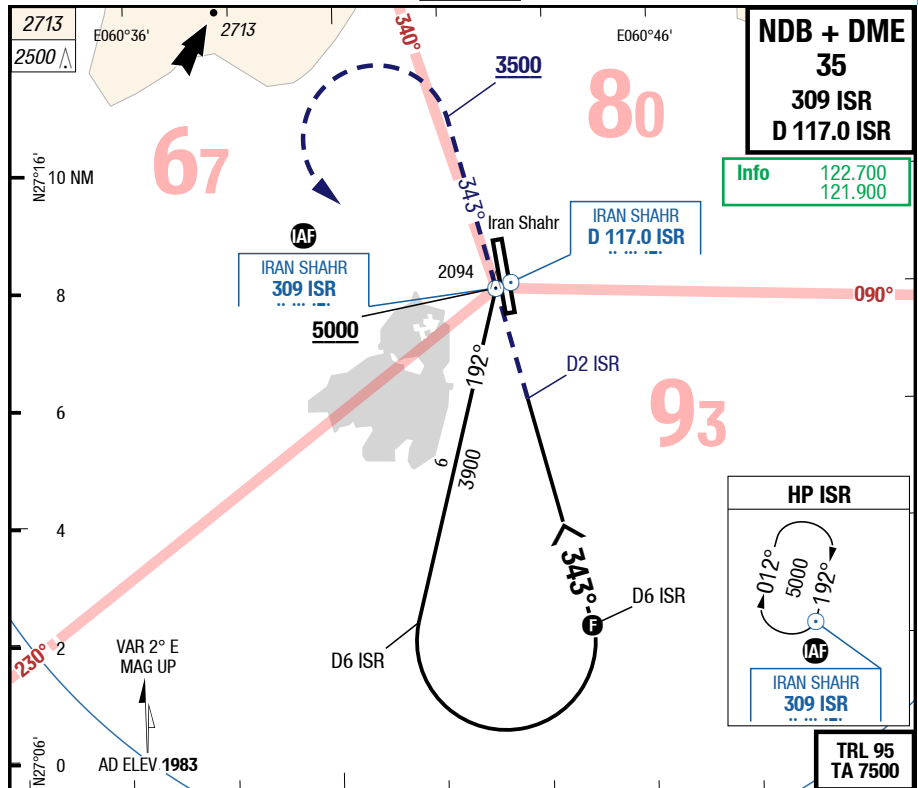 2713
2500
E060°36'
2713
340°
E060°46'
3500
NDB + DME
35
309 ISR
D 117.0 ISR
67
80
Info 122.700
121.900
N27°16'
10 NM
343°
Iran Shahr
IAF
IRAN SHAHR
309 ISR
IRAN SHAHR
D 117.0 ISR
2094
8
5000
090°
192°
D2 ISR
93
6
6
3900
HP ISR
012°
5000
192°
4
343°
D6 ISR
IAF
F
D6 ISR
IRAN SHAHR
309 ISR
230°
2
VAR 2° E
MAG UP
N27°06'
0
AD ELEV 1983
TRL 95
TA 7500